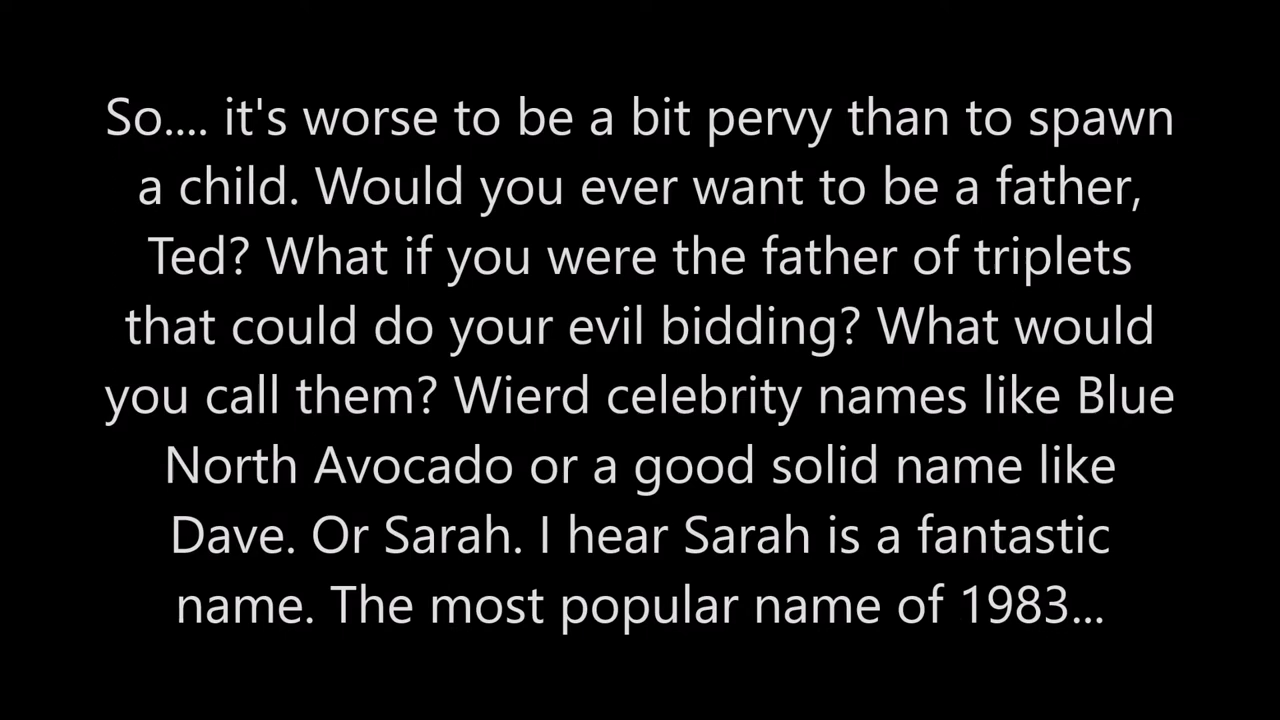 So.... it's worse to be a bit pervy than to spawn
a child. Would you ever want to be a father,
Ted? What if you were the father of triplets
that could do your evil bidding? What would
you call them? Wierd celebrity names like Blue
North Avocado or a good solid name like
Dave. Or Sarah. I hear Sarah is a fantastic
name. The most popular name of 1983...